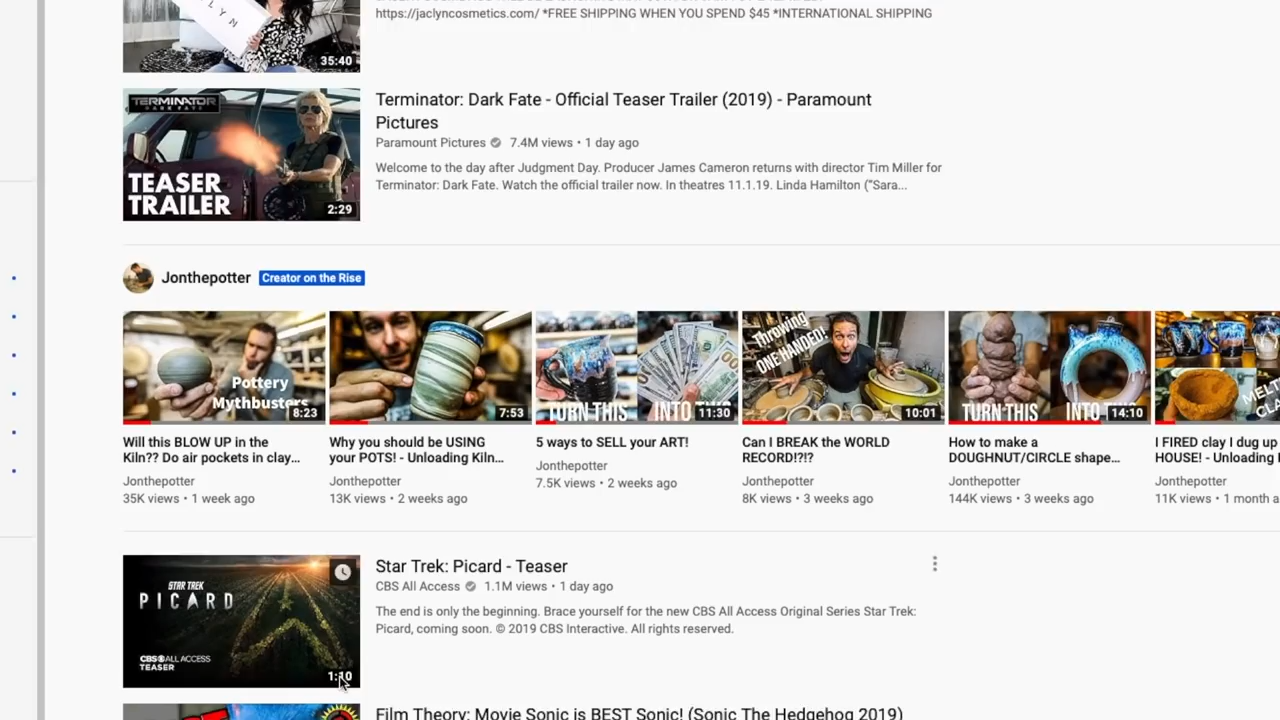 LYN
https://jaclyncosmetics.com/ *FREE SHIPPING WHEN YOU SPEND $45 *INTERNATIONAL SHIPPING
35:40
TERMINATOR
DARK FATE
TEASER
TRAILER
2:29
Terminator: Dark Fate - Official Teaser Trailer (2019) - Paramount
Pictures
Paramount Pictures 7.4M views • 1 day ago
Welcome to the day after Judgment Day. Producer James Cameron returns with director Tim Miller for
Terminator: Dark Fate. Watch the official trailer now. In theatres 11.1.19. Linda Hamilton ("Sara...
Jonthepotter Creator on the Rise
Pottery
Mythbusters
8:23
Will this BLOW UP in the
Kiln?? Do air pockets in clay...
Jonthepotter
35K views • 1 week ago
7:53
Why you should be USING
your POTS! - Unloading Kiln...
Jonthepotter
13K views • 2 weeks ago
TURN THIS INTO THIS
11:30
5 ways to SELL your ART!
Jonthepotter
7.5K views • 2 weeks ago
Throwing
ONE HANDED!
10:01
Can I BREAK the WORLD
RECORD!?!?
Jonthepotter
8K views • 3 weeks ago
TURN THIS INTO THIS
14:10
How to make a
DOUGHNUT/CIRCLE shape...
Jonthepotter
144K views • 3 weeks ago
I FIRED clay I dug up
HOUSE! - Unloading
Jonthepotter
11K views • 1 month a
STAR TREK
PICARD
CBS ALL ACCESS
TEASER
1:10
Star Trek: Picard - Teaser
CBS All Access 1.1M views • 1 day ago
The end is only the beginning. Brace yourself for the new CBS All Access Original Series Star Trek:
Picard, coming soon. © 2019 CBS Interactive. All rights reserved.
Film Theory: Movie Sonic is BEST Sonic! (Sonic The Hedgehog 2019)